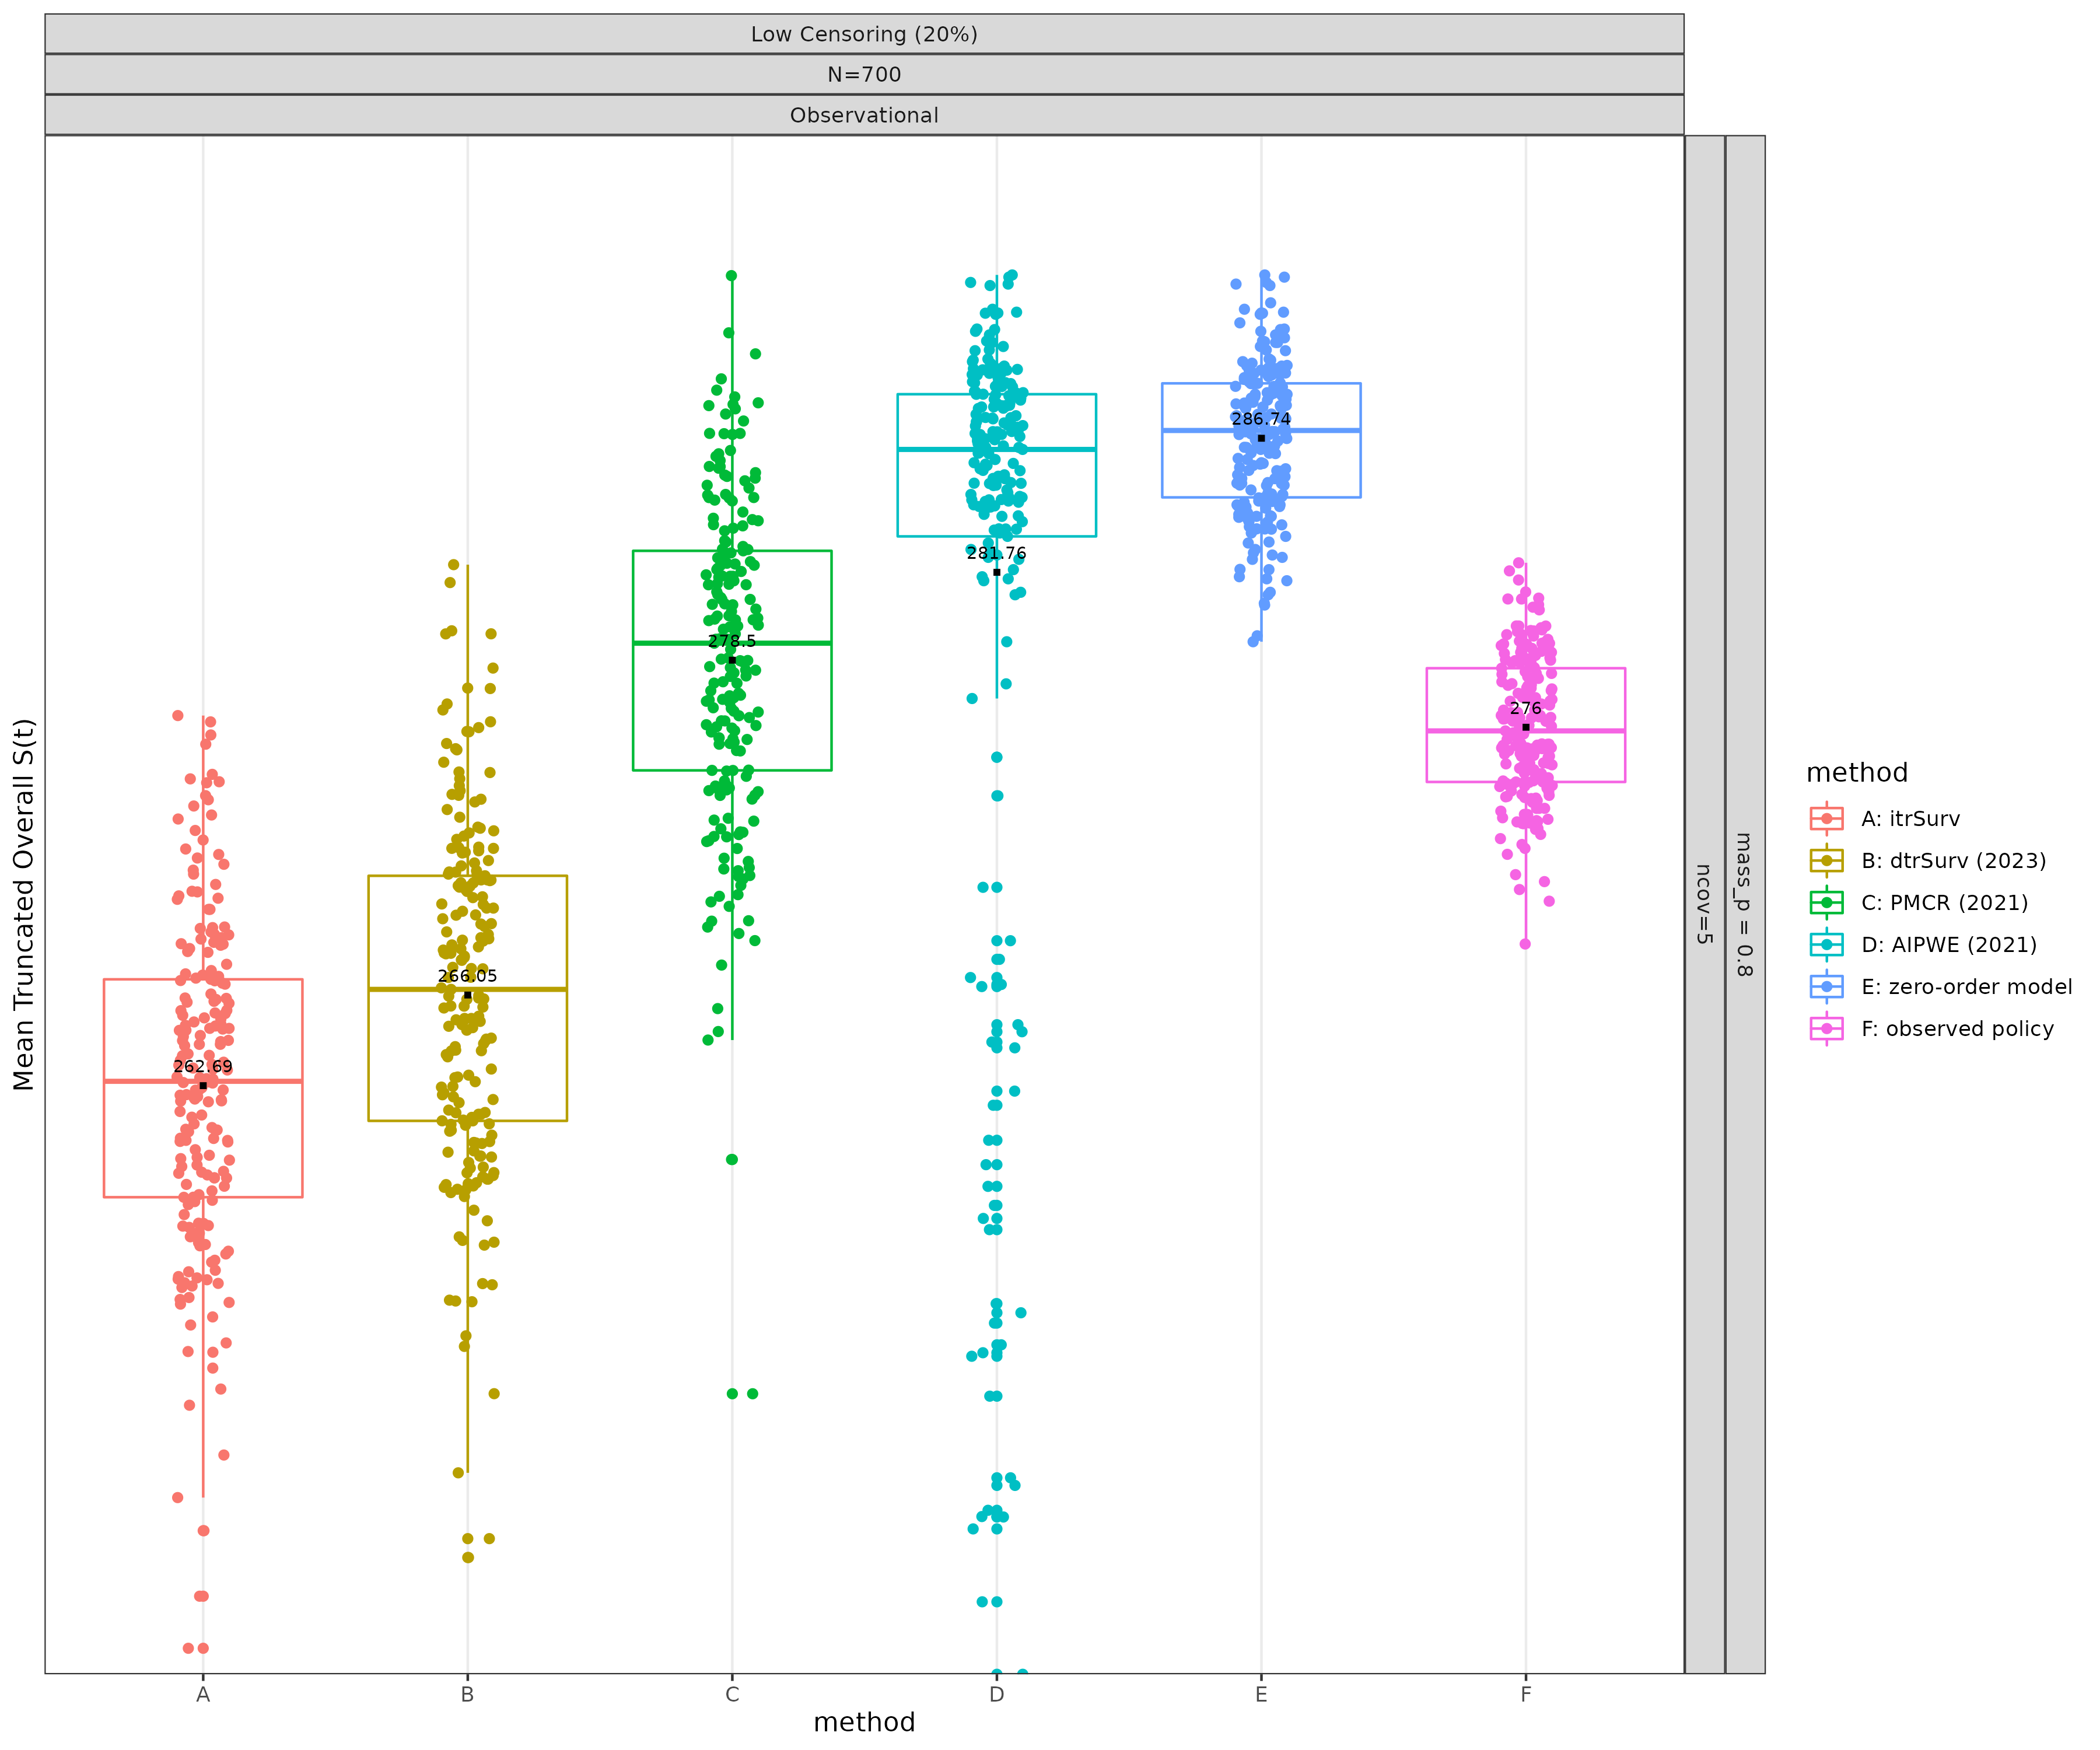 Low Censoring (20%)
N=700
Observational
mass_p = 0.8
ncov=5
Mean Truncated Overall S(t)
262.69
266.05
278.5
281.76
286.74
276
A
B
C
D
E
F
method
method
A: itrSurv
B: dtrSurv (2023)
C: PMCR (2021)
D: AIPWE (2021)
E: zero-order model
F: observed policy